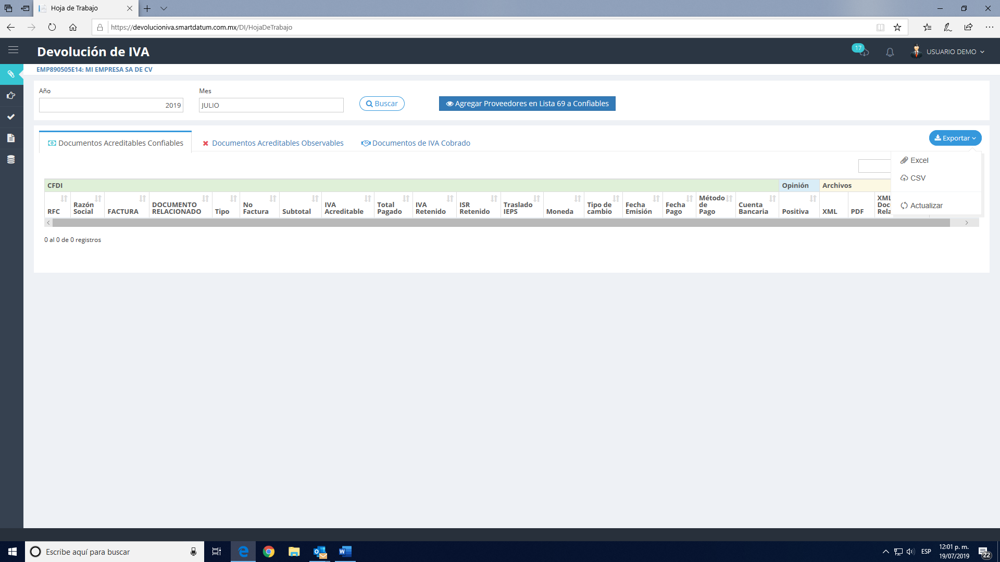 Hoja de Trabajo
https://devolucioniva.smartdatum.com.mx/DI/HojaDeTrabajo
Devolución de IVA
17
USUARIO DEMO
EMP890505E14: MI EMPRESA SA DE CV
Año
Mes
2019
JULIO
Buscar
Agregar Proveedores en Lista 69 a Confiables
Documentos Acreditables Confiables
Documentos Acreditables Observables
Documentos de IVA Cobrado
Exportar
Excel
CSV
Actualizar
CFDI
Opinión
Archivos
RFC
Razón
Social
FACTURA
DOCUMENTO
RELACIONADO
Tipo
No
Factura
Subtotal
IVA
Acreditable
Total
Pagado
IVA
Retenido
ISR
Retenido
Traslado
IEPS
Moneda
Tipo de
cambio
Fecha
Emisión
Fecha
Pago
Método
de
Pago
Cuenta
Bancaria
Positiva
XML
PDF
XML
Docu
Rela
0 al 0 de 0 registros
Escribe aquí para buscar
ESP
12:01 p. m.
19/07/2019
22